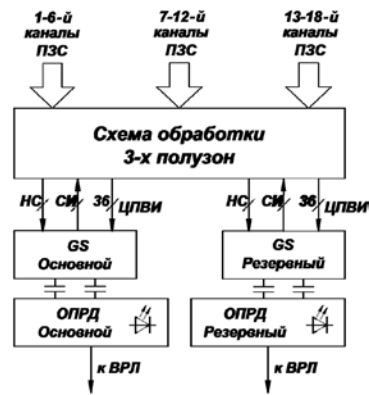 1-6-й 7-12-й 13-18-й
каналы каналы каналы
ПЗС ПЗС ПЗС
Схема обработки
3-х полузон
НС СИ 36 ЦПВИ НС СИ 36 ЦПВИ
GS GS
Основной Резервный
ОПРД ОПРД
Основной Резервный
к ВРЛ к ВРЛ